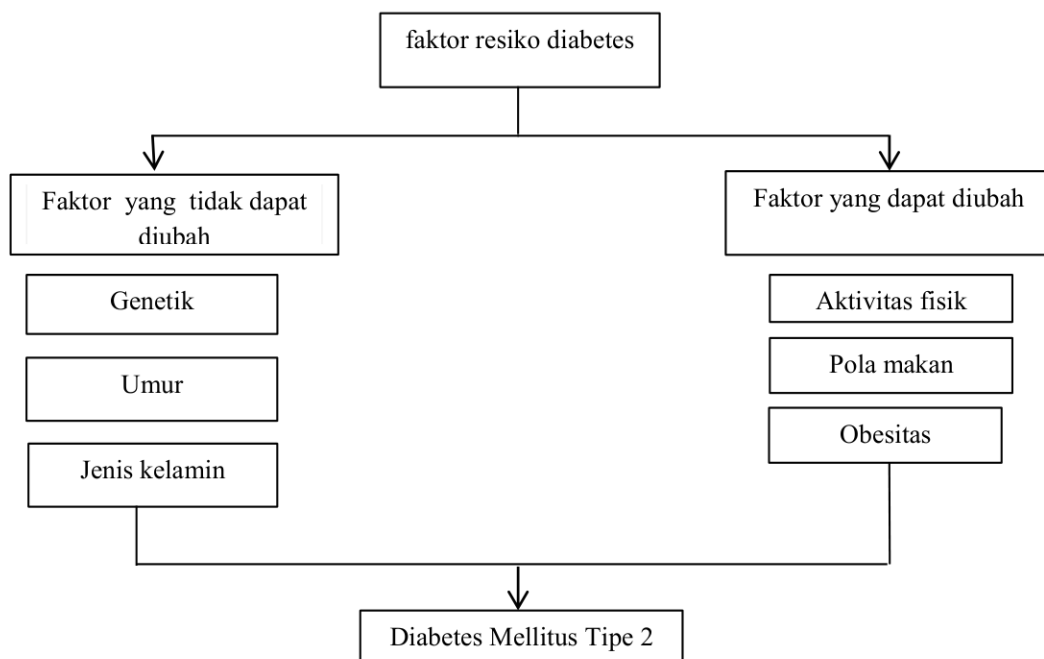 faktor resiko diabetes
Faktor yang tidak dapat
diubah
Genetik
Umur
Jenis kelamin
Faktor yang dapat diubah
Aktivitas fisik
Pola makan
Obesitas
Diabetes Mellitus Tipe 2